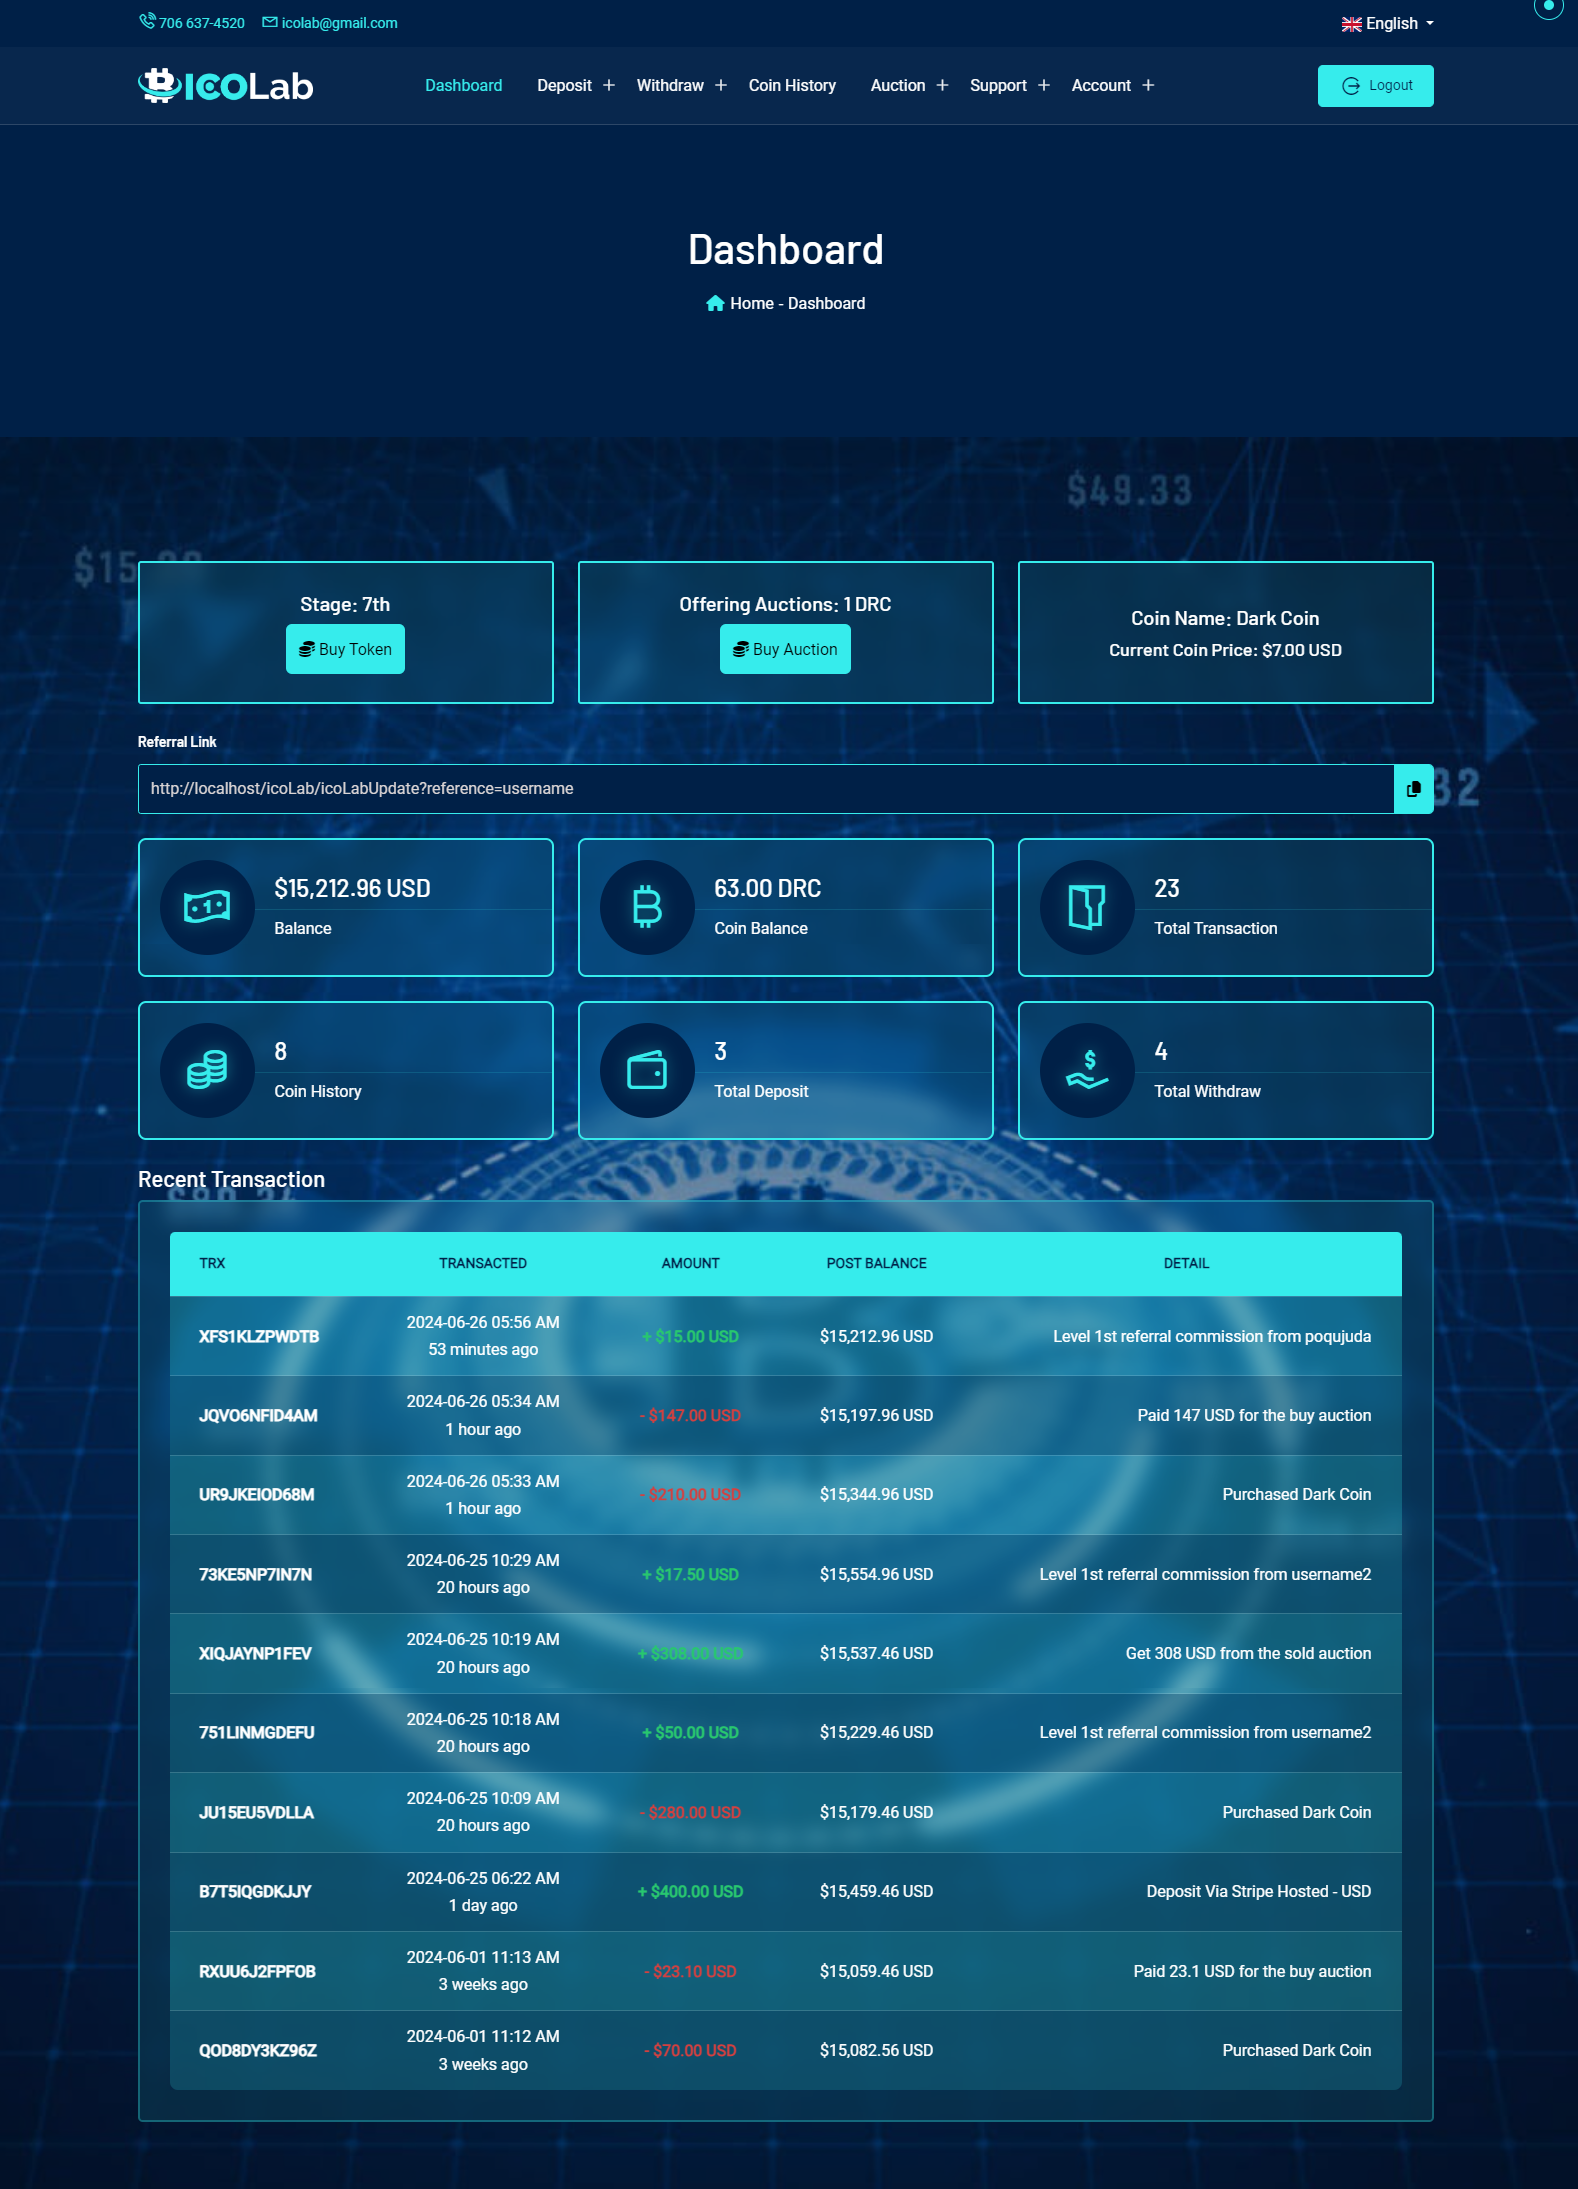 706 637-4520 icolab@gmail.com English
ICOLab Dashboard Deposit + Withdraw + Coin History Auction + Support + Account + Logout
Dashboard
Home - Dashboard
$49.33
Stage: 7th
Buy Token
Offering Auctions: 1 DRC
Buy Auction
Coin Name: Dark Coin
Current Coin Price: $7.00 USD
Referral Link
http://localhost/icoLab/icoLabUpdate?reference=username
$15,212.96 USD
Balance
63.00 DRC
Coin Balance
23
Total Transaction
8
Coin History
3
Total Deposit
4
Total Withdraw
Recent Transaction
TRX TRANSACTED AMOUNT POST BALANCE DETAIL
XFS1KLZPWDTB 2024-06-26 05:56 AM + $15.00 USD $15,212.96 USD Level 1st referral commission from poqujuda
53 minutes ago
JQVO6NFID4AM 2024-06-26 05:34 AM - $147.00 USD $15,197.96 USD Paid 147 USD for the buy auction
1 hour ago
UR9JKEIOD68M 2024-06-26 05:33 AM - $210.00 USD $15,344.96 USD Purchased Dark Coin
1 hour ago
73KE5NP7IN7N 2024-06-25 10:29 AM + $17.50 USD $15,554.96 USD Level 1st referral commission from username2
20 hours ago
XIQJAYNP1FEV 2024-06-25 10:19 AM + $308.00 USD $15,537.46 USD Get 308 USD from the sold auction
20 hours ago
751LINMGDEFU 2024-06-25 10:18 AM + $50.00 USD $15,229.46 USD Level 1st referral commission from username2
20 hours ago
JU15EU5VDLLA 2024-06-25 10:09 AM - $280.00 USD $15,179.46 USD Purchased Dark Coin
20 hours ago
B7T5IQGDKJJY 2024-06-25 06:22 AM + $400.00 USD $15,459.46 USD Deposit Via Stripe Hosted - USD
1 day ago
RXUU6J2FPFOB 2024-06-01 11:13 AM - $23.10 USD $15,059.46 USD Paid 23.1 USD for the buy auction
3 weeks ago
QOD8DY3KZ96Z 2024-06-01 11:12 AM - $70.00 USD $15,082.56 USD Purchased Dark Coin
3 weeks ago